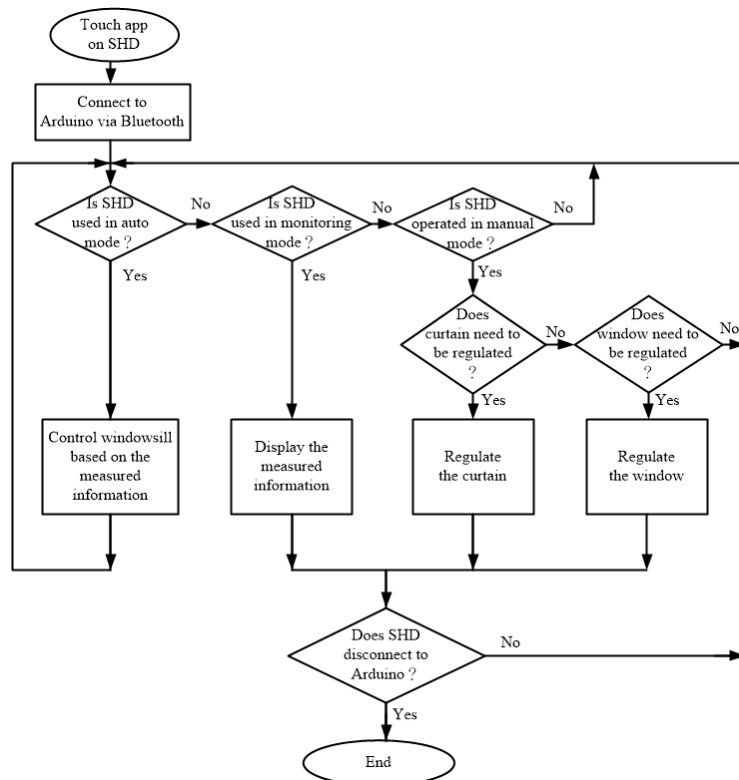 Touch app
on SHD
Connect to
Arduino via Bluetooth
Is SHD
used in auto
mode ?
No
Yes
Is SHD
used in monitoring
mode ?
No
Yes
Is SHD
operated in manual
mode ?
No
Yes
Does
curtain need to
be regulated
?
No
Yes
Does
window need to
be regulated
?
No
Yes
Control windowsill
based on the
measured
information
Display the
measured
information
Regulate
the curtain
Regulate
the window
Does SHD
disconnect to
Arduino ?
No
Yes
End